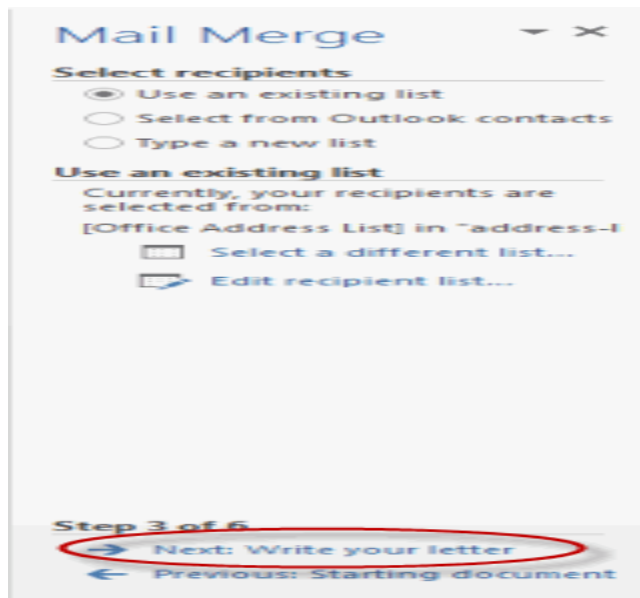 Mail Merge
Select recipients
Use an existing list
Select from Outlook contacts
Type a new list
Use an existing list
Currently, your recipients are
selected from:
[Office Address List] in "address-l
Select a different list...
Edit recipient list...
Step 3 of 6
Next: Write your letter
Previous: Starting document